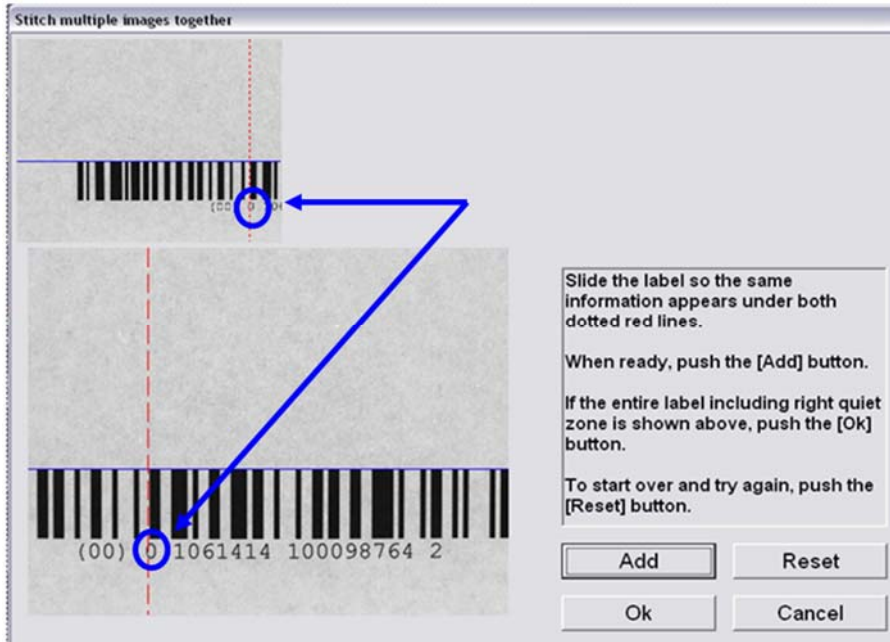 Stitch multiple images together
(00) 0
(00) 0 1061414 100098764 2
Slide the label so the same
information appears under both
dotted red lines.
When ready, push the [Add] button.
If the entire label including right quiet
zone is shown above, push the [Ok]
button.
To start over and try again, push the
[Reset] button.
Add
Reset
Ok
Cancel